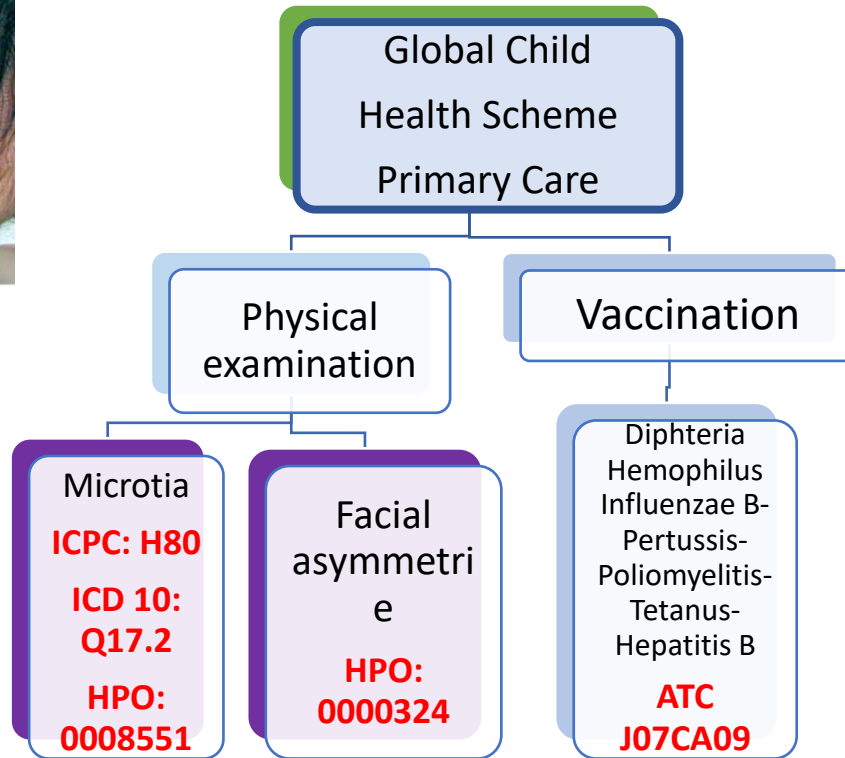 Global Child
Health Scheme
Primary Care
Physical
examination
Vaccination
Microtia
ICPC: H80
ICD 10:
Q17.2
HPO:
0008551
Facial
asymmetri
e
HPO:
0000324
Diphteria
Hemophilus
Influenzae B-
Pertussis-
Poliomyelitis-
Tetanus-
Hepatitis B
ATC
J07CA09